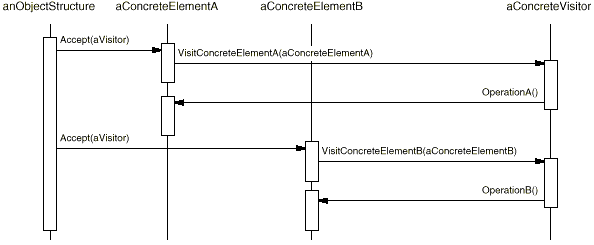 anObjectStructure aConcreteElementA aConcreteElementB aConcreteVisitor
Accept(aVisitor)
VisitConcreteElementA(aConcreteElementA)
OperationA()
Accept(aVisitor)
VisitConcreteElementB(aConcreteElementB)
OperationB()